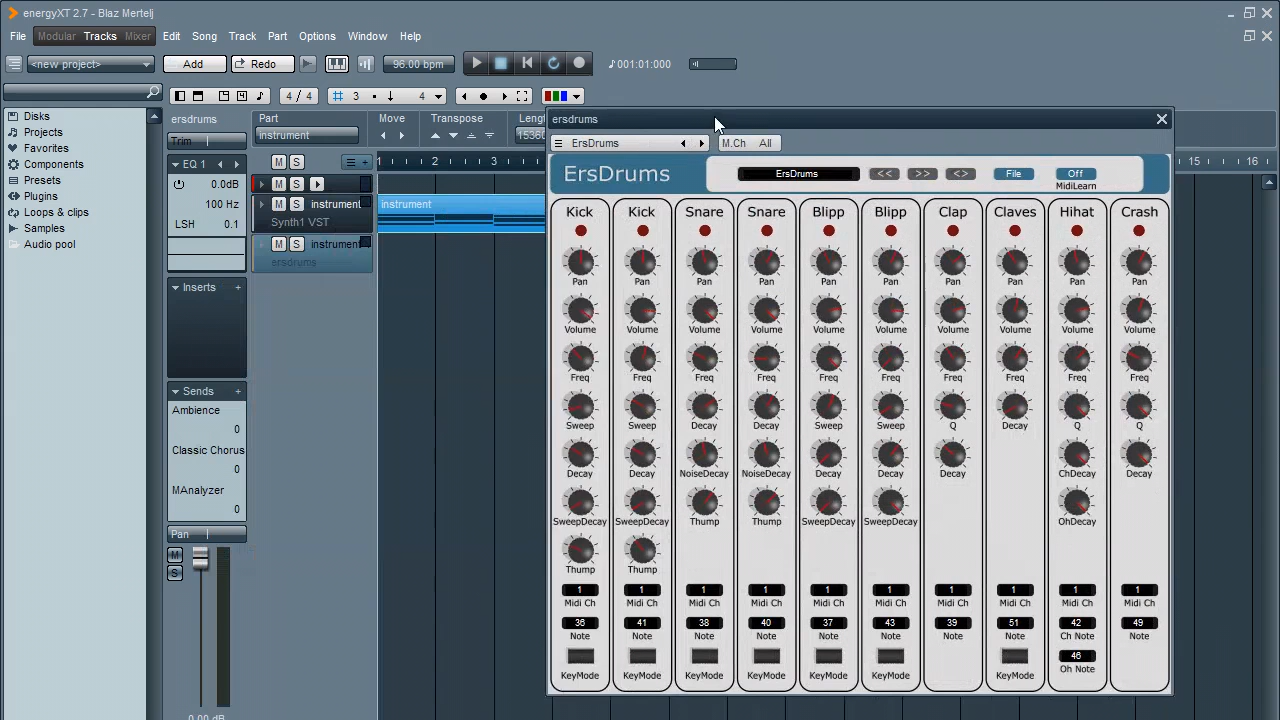 energyXT 2.7 - Blaz Mertelj
File Modular Tracks Mixer Edit Song Track Part Options Window Help
<new project> Add Redo 96.00 bpm 001:01:000
4 / 4 # 3 4
Disks
Projects
Favorites
Components
Presets
Plugins
Loops & clips
Samples
Audio pool
ersdrums
Trim
EQ 1
0.0dB
100 Hz
LSH 0.1
Inserts
Sends
Ambience
0
Classic Chorus
0
MAnalyzer
0
Pan
M
S
0.00 dB
Part Move Transpose Leng
instrument 15360
M S
1 2 3 15 16
M S
M S instrument
Synth1 VST
M S instrument
ersdrums
instrument
ersdrums
ErsDrums M.Ch All
ErsDrums ErsDrums << >> <> File Off
MidiLearn
Kick Kick Snare Snare Blipp Blipp Clap Claves Hihat Crash
Pan Pan Pan Pan Pan Pan Pan Pan Pan Pan
Volume Volume Volume Volume Volume Volume Volume Volume Volume Volume
Freq Freq Freq Freq Freq Freq Freq Freq Freq Freq
Sweep Sweep Decay Decay Sweep Sweep Q Decay Q Q
Decay Decay NoiseDecay NoiseDecay Decay Decay Decay ChDecay Decay
SweepDecay SweepDecay Thump Thump SweepDecay SweepDecay OhDecay
Thump Thump
1 1 1 1 1 1 1 1 1 1
Midi Ch Midi Ch Midi Ch Midi Ch Midi Ch Midi Ch Midi Ch Midi Ch Midi Ch Midi Ch
36 41 38 40 37 43 39 51 42 49
Note Note Note Note Note Note Note Note Ch Note Note
46
KeyMode KeyMode KeyMode KeyMode KeyMode KeyMode KeyMode Oh Note